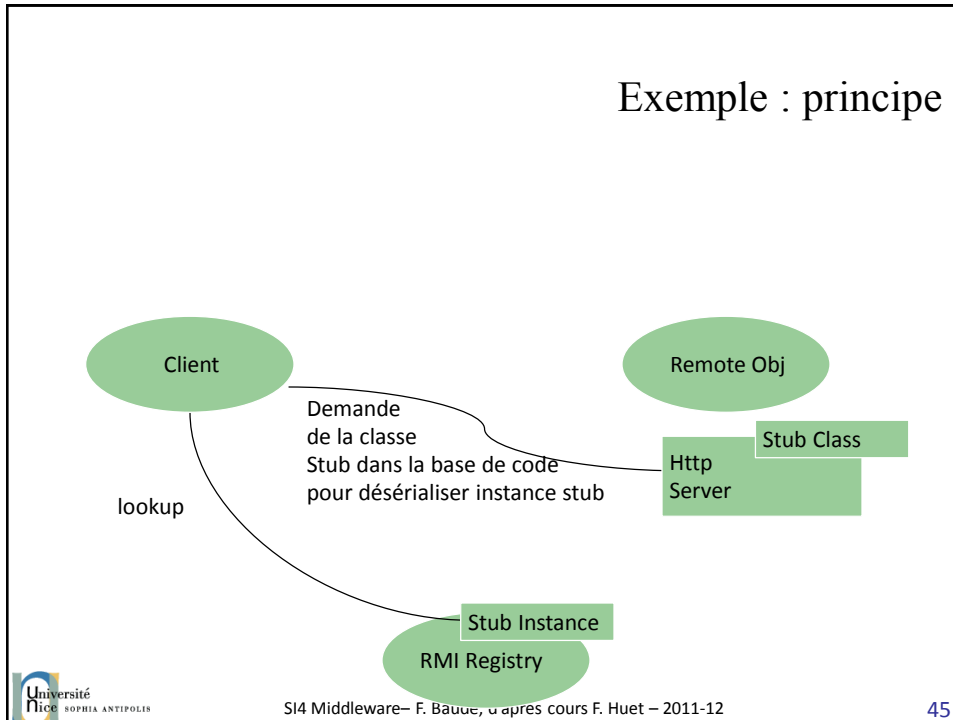 Exemple : principe
Client
Remote Obj
Demande
de la classe
Stub dans la base de code
pour désérialiser instance stub
Stub Class
Http
Server
lookup
Stub Instance
RMI Registry
Université
nice SOPHIA ANTIPOLIS
SI4 Middleware– F. Baude, d'après cours F. Huet – 2011-12
45